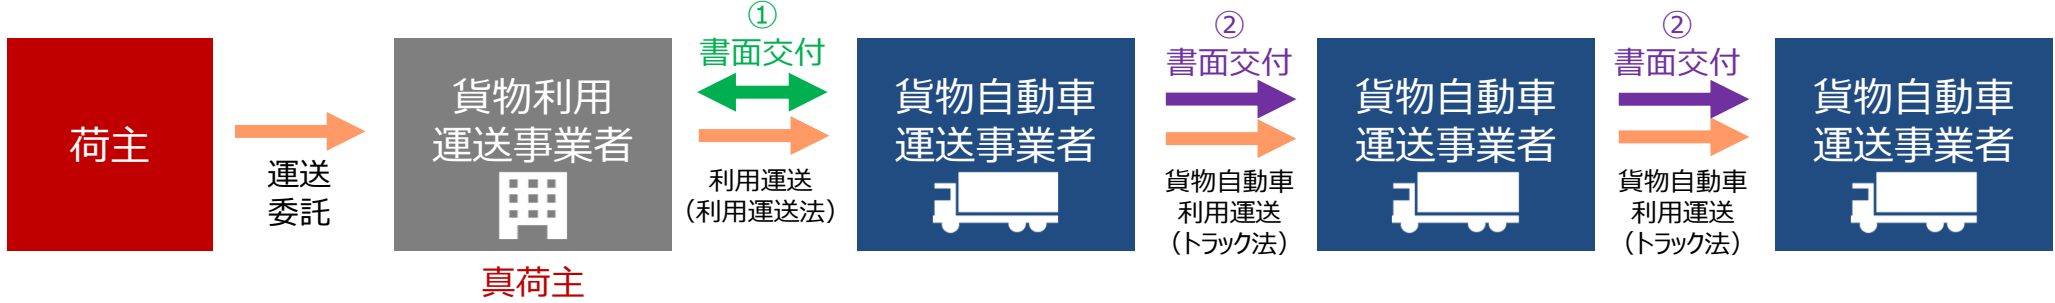 荷主
運送
委託
貨物利用
運送事業者
真荷主
①
書面交付
利用運送
（利用運送法）
貨物自動車
運送事業者
②
書面交付
貨物自動車
利用運送
（トラック法）
貨物自動車
運送事業者
②
書面交付
貨物自動車
利用運送
（トラック法）
貨物自動車
運送事業者